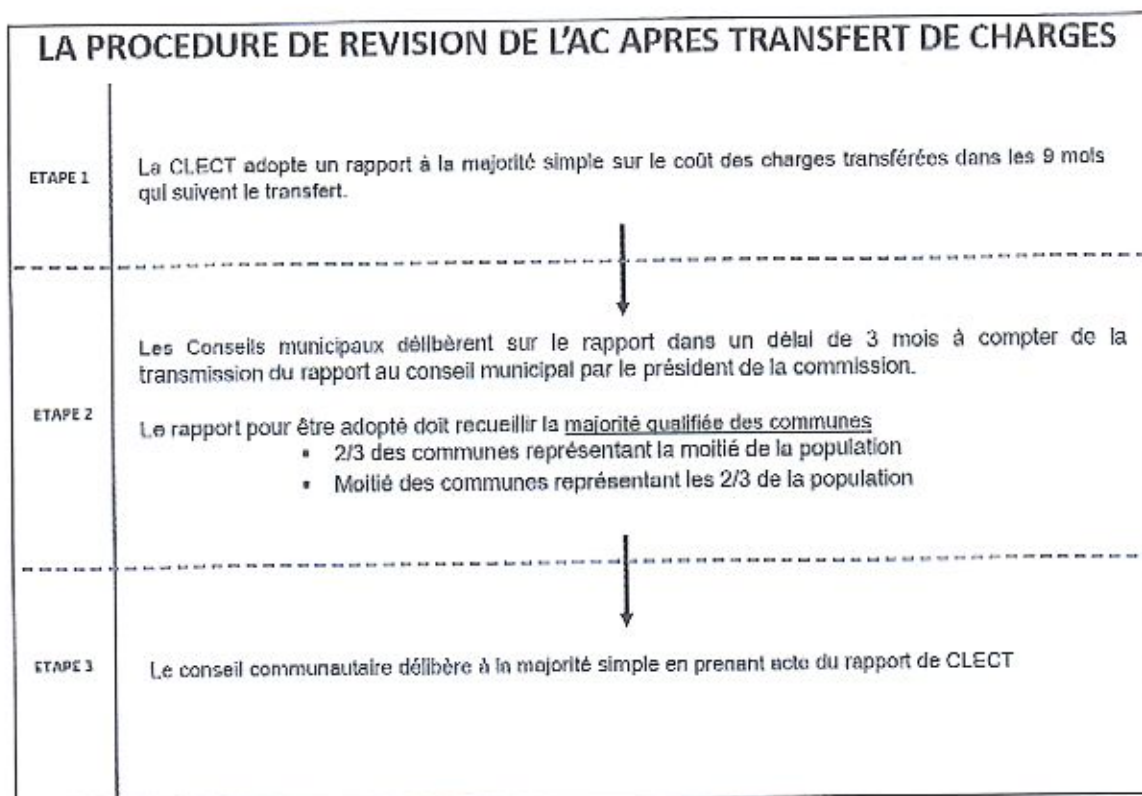 LA PROCEDURE DE REVISION DE L'AC APRES TRANSFERT DE CHARGES
ETAPE 1
La CLECT adopte un rapport à la majorité simple sur le coût des charges transférées dans les 9 mois
qui suivent le transfert.
Les Conseils municipaux délibèrent sur le rapport dans un délai de 3 mois à compter de la
transmission du rapport au conseil municipal par le président de la commission.
ETAPE 2
Le rapport pour être adopté doit recueillir la majorité qualifiée des communes
▪ 2/3 des communes représentant la moitié de la population
▪ Moitié des communes représentant les 2/3 de la population
ETAPE 3
Le conseil communautaire délibère à la majorité simple en prenant acte du rapport de CLECT